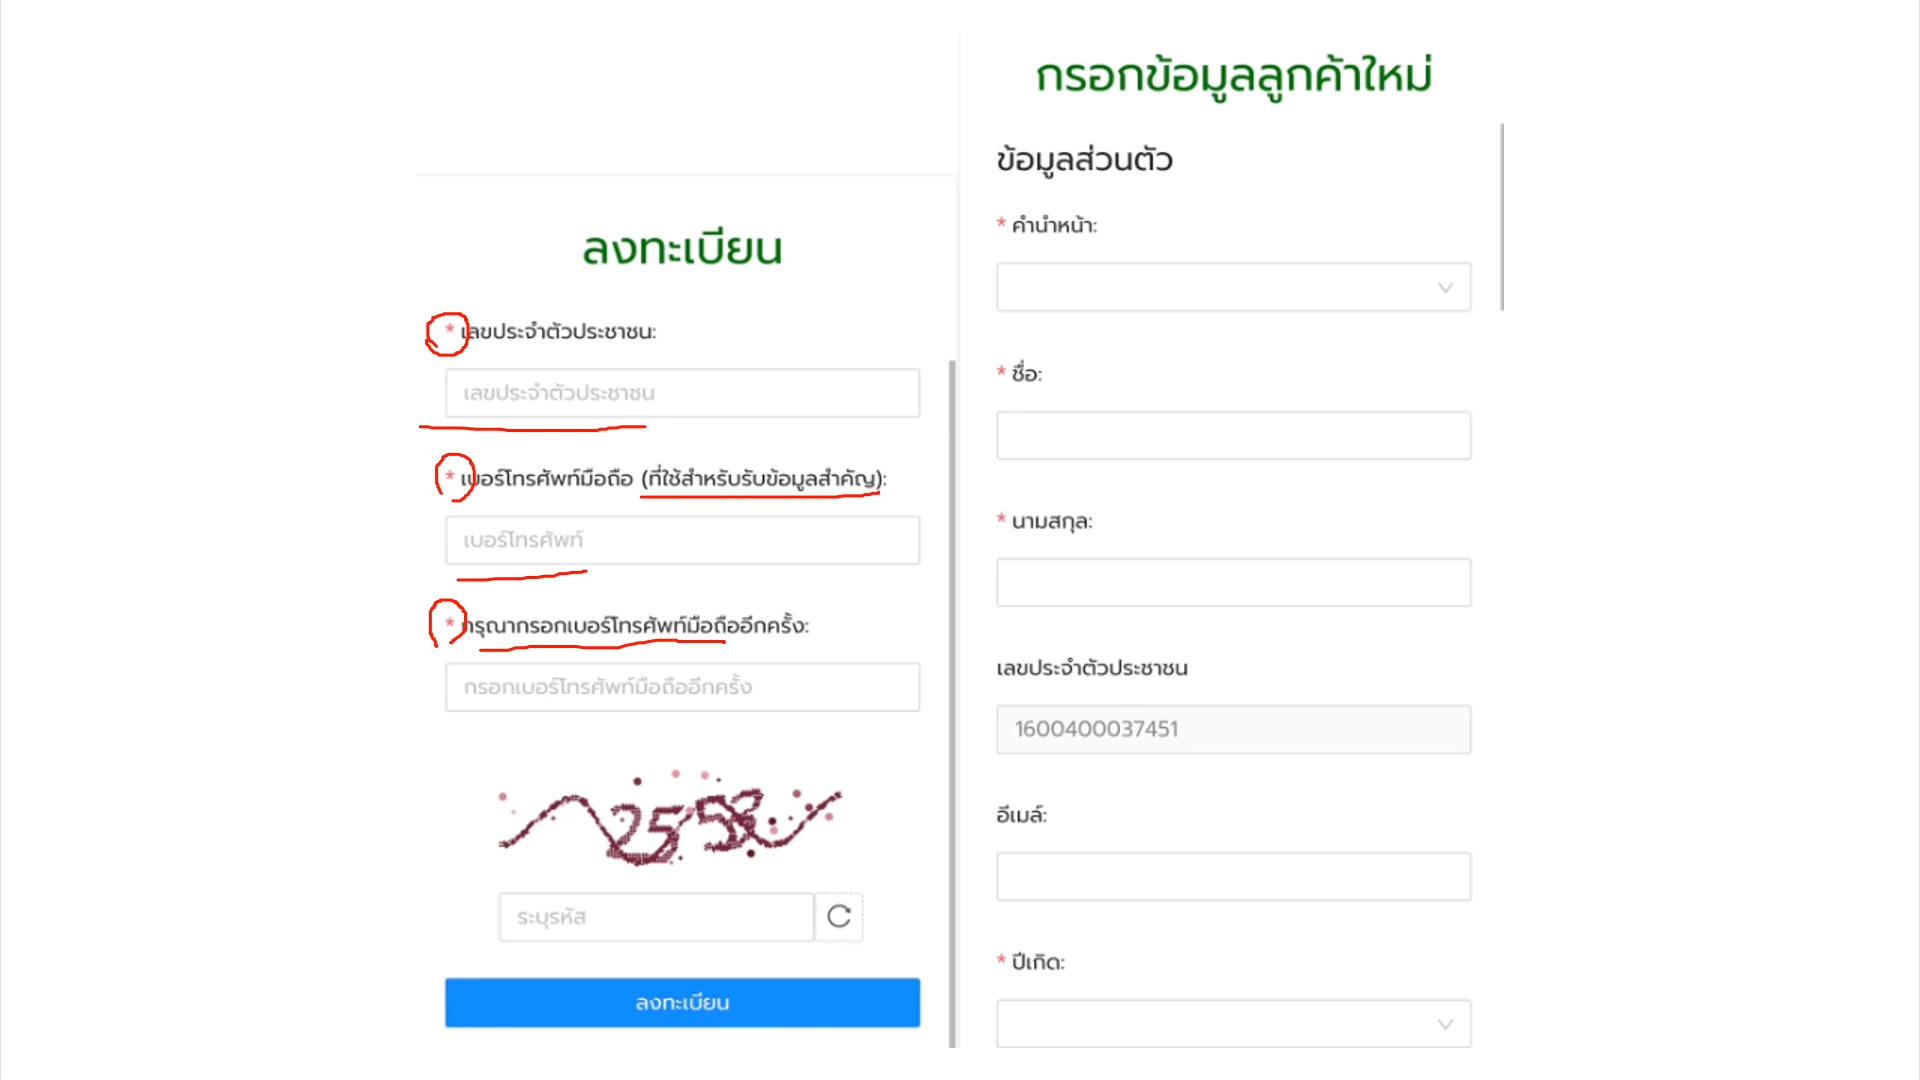 ลงทะเบียน
* เลขประจำตัวประชาชน:
เลขประจำตัวประชาชน
* เบอร์โทรศัพท์มือถือ (ที่ใช้สำหรับรับข้อมูลสำคัญ):
เบอร์โทรศัพท์
* กรุณากรอกเบอร์โทรศัพท์มือถืออีกครั้ง:
กรอกเบอร์โทรศัพท์มือถืออีกครั้ง
2553
ระบุรหัส
ลงทะเบียน
กรอกข้อมูลลูกค้าใหม่
ข้อมูลส่วนตัว
* คำนำหน้า:
* ชื่อ:
* นามสกุล:
เลขประจำตัวประชาชน
1600400037451
อีเมล์:
* ปีเกิด: